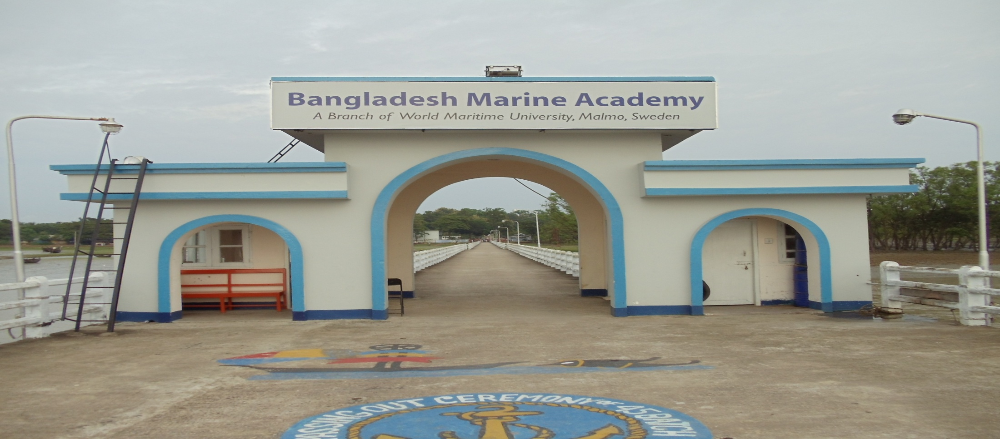 Bangladesh Marine Academy
A Branch of World Maritime University, Malmo, Sweden
PASSING-OUT CEREMONY OF 45 BATCH